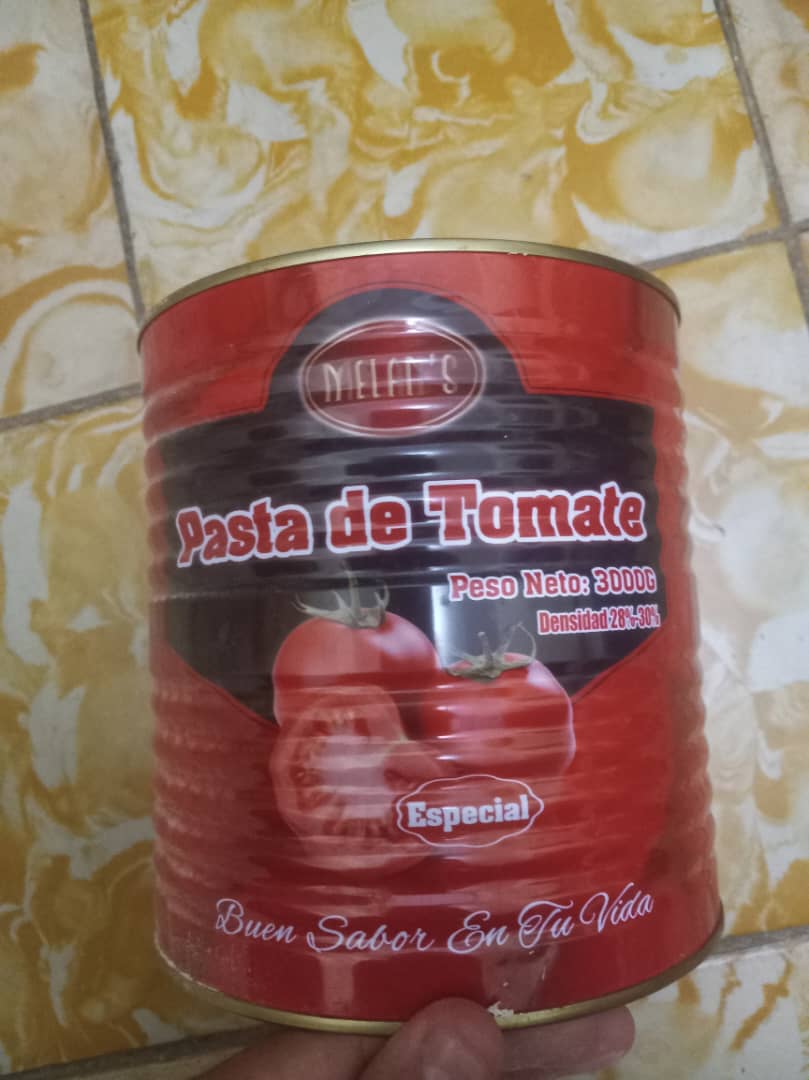 Pasta de Tomate
Peso Neto: 3000G
Densidad 28%-30%
Especial
Buen Sabor En Tu Vida